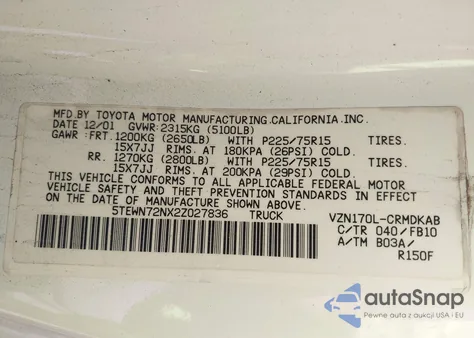 MFD.BY TOYOTA MOTOR MANUFACTURING.CALIFORNIA.INC.
DATE 12/01 GVWR:2315KG (5100LB)
GAWR:FRT.1200KG (2650LB) WITH P225/75R15 TIRES.
15X7JJ RIMS AT 180KPA (26PSI) COLD.
RR. 1270KG (2800LB) WITH P225/75R15 TIRES.
15X7JJ RIMS AT 200KPA (29PSI) COLD.
THIS VEHICLE CONFORMS TO ALL APPLICABLE FEDERAL MOTOR
VEHICLE SAFETY AND THEFT PREVENTION STANDARDS IN EFFECT
ON THE DATE OF MANUFACTURE SHOWN ABOVE.
5TEWN72NX2Z027836 TRUCK VZN170L-CRMDKAB
C/TR 040/FB10
A/TM B03A/
R150F
autoSnap
Pewne auta z aukcji USA i EU